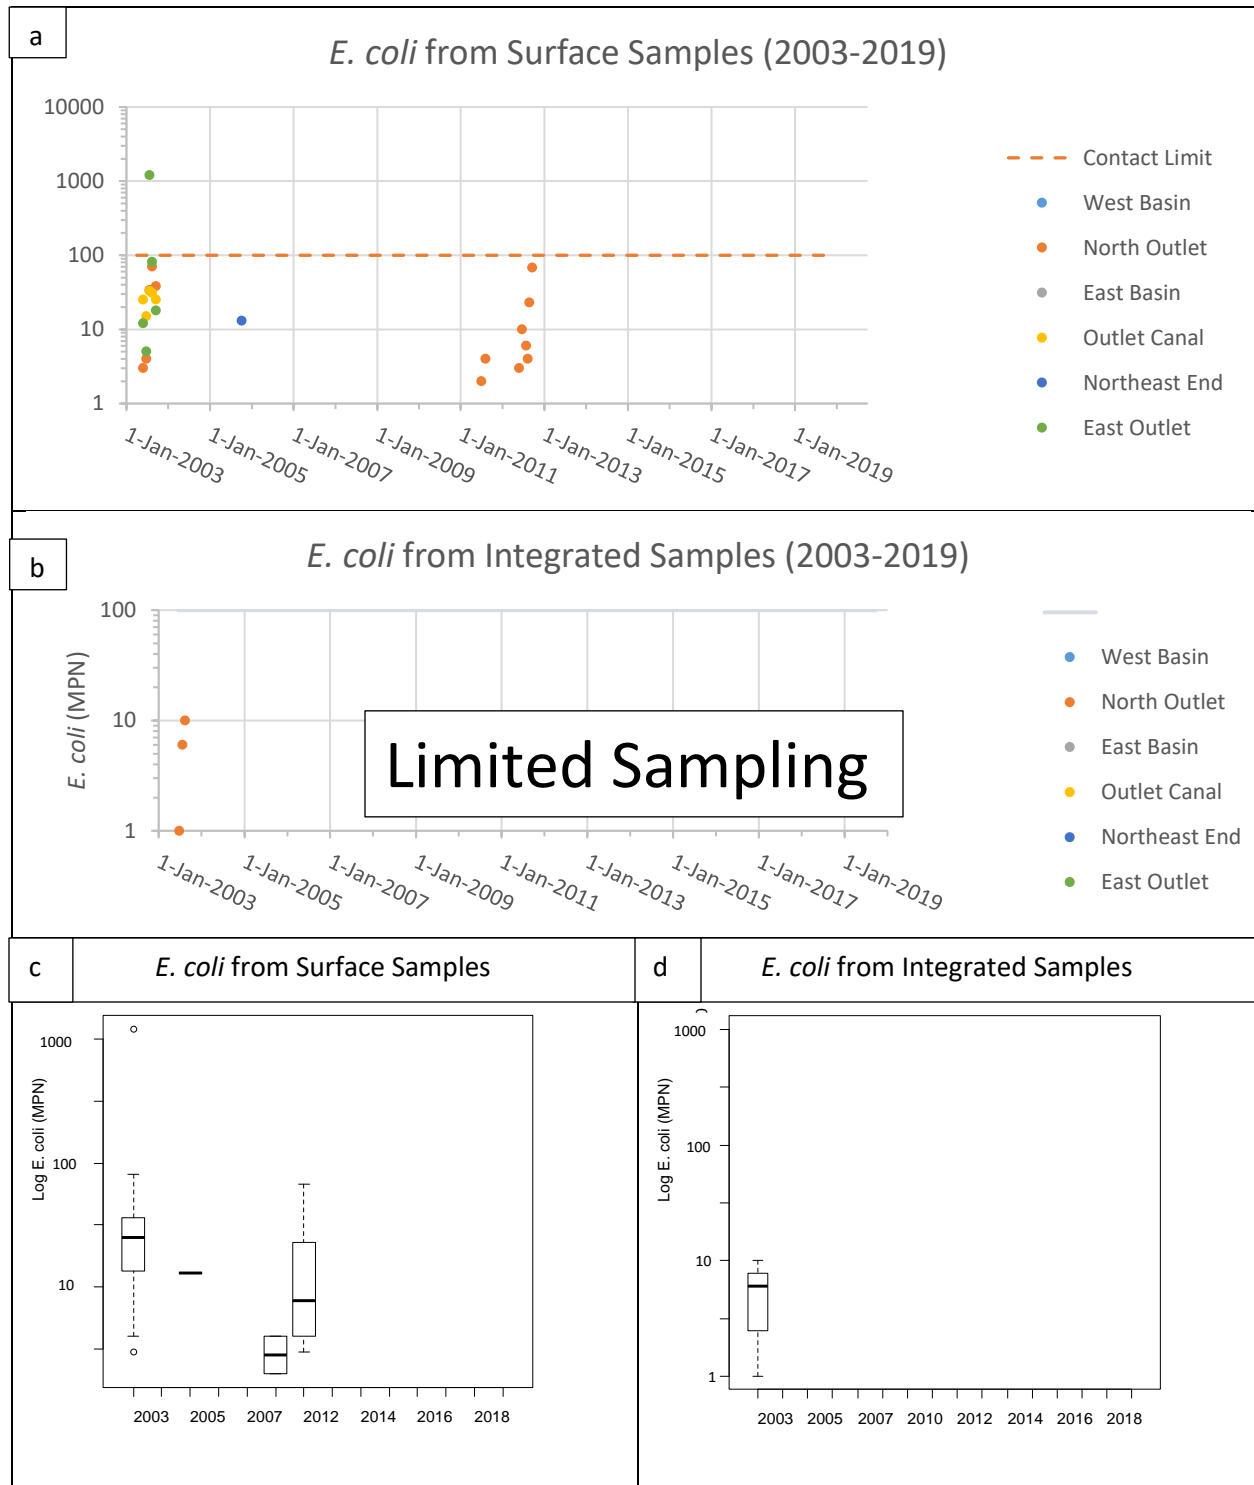 a
E. coli from Surface Samples (2003-2019)
10000
1000
100
10
1
1-Jan-2003
1-Jan-2005
1-Jan-2007
1-Jan-2009
1-Jan-2011
1-Jan-2013
1-Jan-2015
1-Jan-2017
1-Jan-2019
Contact Limit
West Basin
North Outlet
East Basin
Outlet Canal
Northeast End
East Outlet
b
E. coli from Integrated Samples (2003-2019)
E. coli (MPN)
100
10
1
Limited Sampling
1-Jan-2003
1-Jan-2005
1-Jan-2007
1-Jan-2009
1-Jan-2011
1-Jan-2013
1-Jan-2015
1-Jan-2017
1-Jan-2019
West Basin
North Outlet
East Basin
Outlet Canal
Northeast End
East Outlet
c
E. coli from Surface Samples
Log E. coli (MPN)
1000
100
10
2003 2005 2007 2012 2014 2016 2018
d
E. coli from Integrated Samples
Log E. coli (MPN)
1000
100
10
1
2003 2005 2007 2010 2012 2014 2016 2018